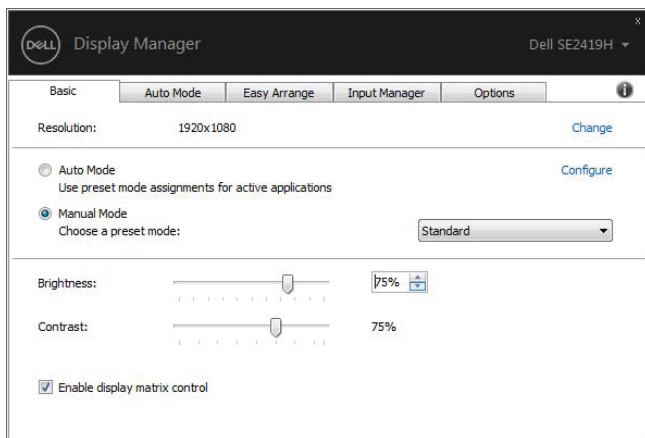 x
DELL Display Manager Dell SE2419H
Basic Auto Mode Easy Arrange Input Manager Options i
Resolution: 1920x1080 Change
Auto Mode Configure
Use preset mode assignments for active applications
Manual Mode
Choose a preset mode: Standard
Brightness: 75%
Contrast: 75%
Enable display matrix control